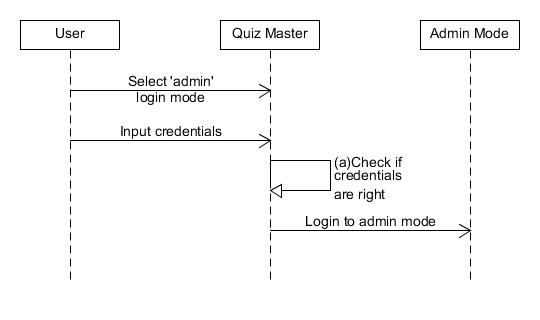 User
Quiz Master
Admin Mode
Select 'admin'
login mode
Input credentials
(a)Check if
credentials
are right
Login to admin mode